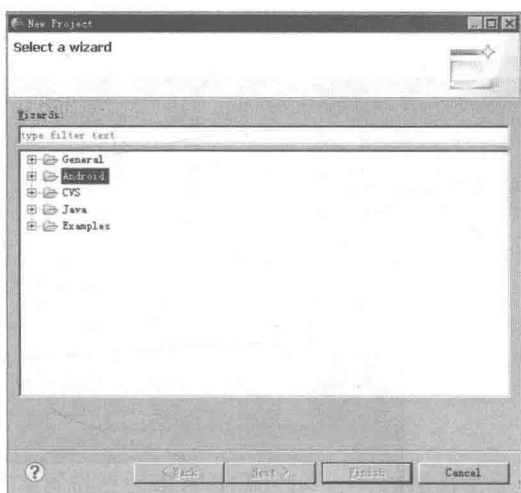 New Project
Select a wizard
Wizards:
type filter text
General
Android
CVS
Java
Examples
?
< Back
Next >
Finish
Cancel